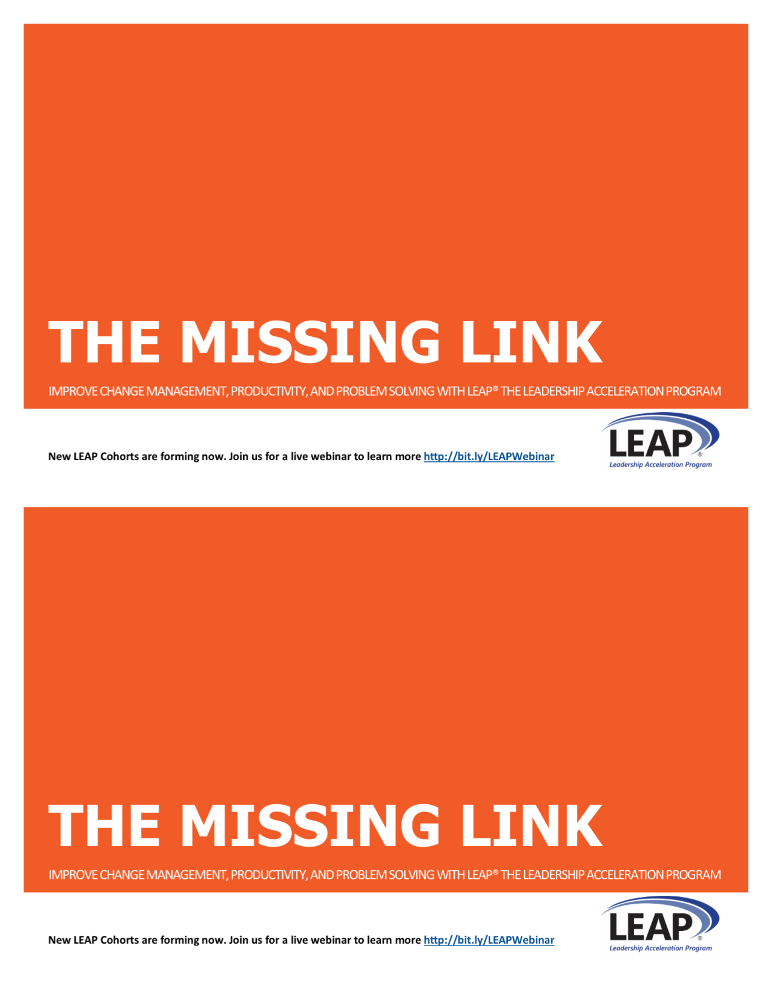 THE MISSING LINK
IMPROVE CHANGE MANAGEMENT, PRODUCTIVITY, AND PROBLEM SOLVING WITH LEAP® THE LEADERSHIP ACCELERATION PROGRAM
New LEAP Cohorts are forming now. Join us for a live webinar to learn more http://bit.ly/LEAPWebinar
LEAP®
Leadership Acceleration Program
THE MISSING LINK
IMPROVE CHANGE MANAGEMENT, PRODUCTIVITY, AND PROBLEM SOLVING WITH LEAP® THE LEADERSHIP ACCELERATION PROGRAM
New LEAP Cohorts are forming now. Join us for a live webinar to learn more http://bit.ly/LEAPWebinar
LEAP®
Leadership Acceleration Program